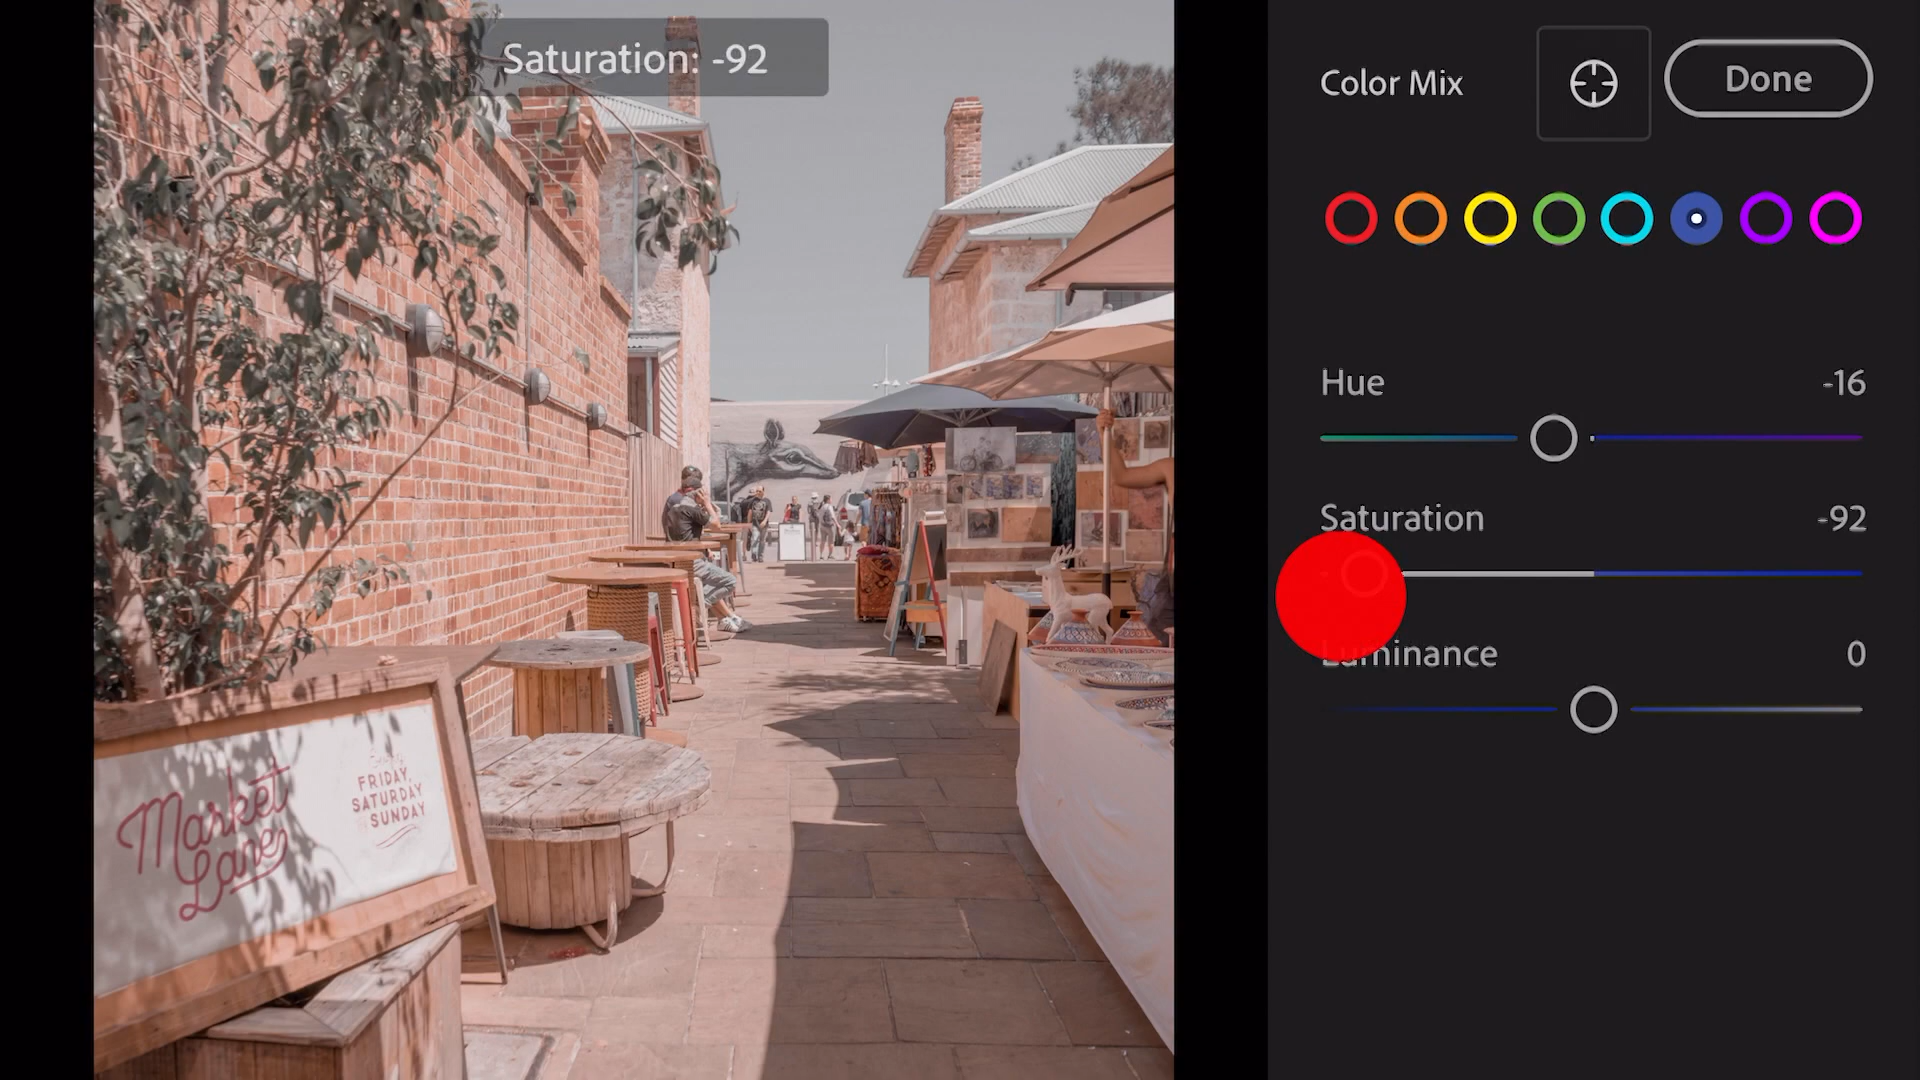 Saturation: -92
Color Mix
Done
Hue
-16
Saturation
-92
Luminance
0
Market
Lane
FRIDAY,
SATURDAY
SUNDAY